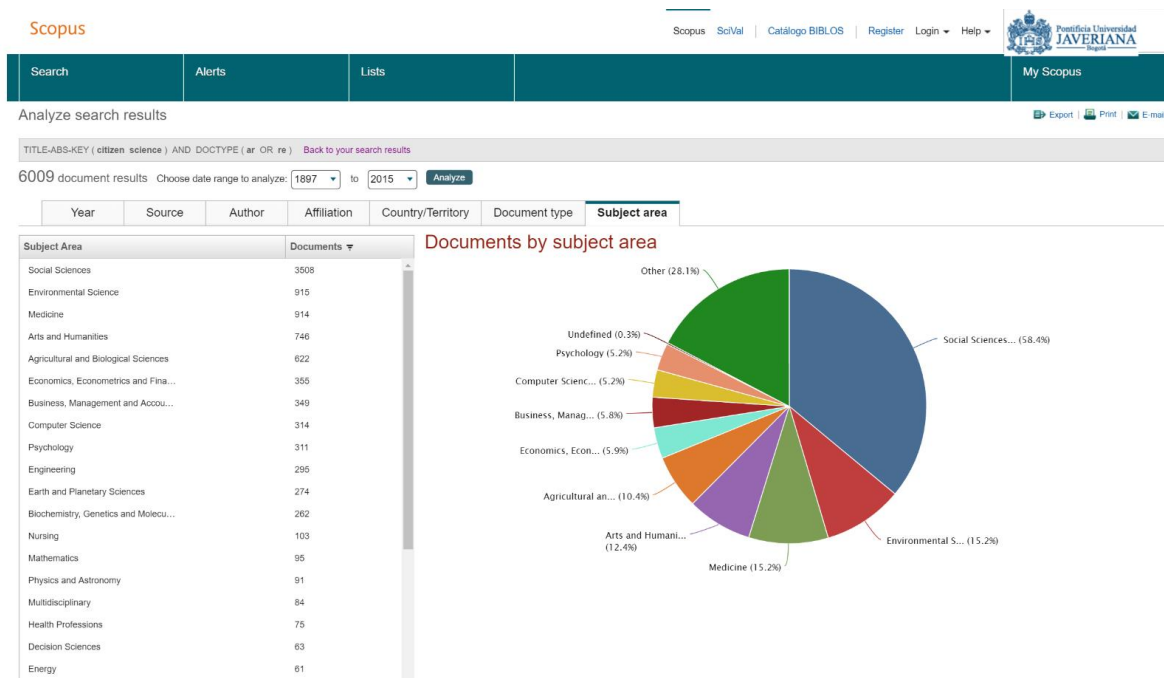 Scopus
Scopus SciVal Catálogo BIBLOS Register Login Help
Pontificia Universidad
JAVERIANA
Bogotá
Search Alerts Lists My Scopus
Analyze search results
Export Print E-mai
TITLE-ABS-KEY ( citizen science ) AND DOCTYPE ( ar OR re ) Back to your search results
6009 document results Choose date range to analyze: 1897 to 2015 Analyze
Year Source Author Affiliation Country/Territory Document type Subject area
Subject Area Documents
Social Sciences 3508
Environmental Science 915
Medicine 914
Arts and Humanities 746
Agricultural and Biological Sciences 622
Economics, Econometrics and Fina... 355
Business, Management and Accou... 349
Computer Science 314
Psychology 311
Engineering 295
Earth and Planetary Sciences 274
Biochemistry, Genetics and Molecu... 262
Nursing 103
Mathematics 95
Physics and Astronomy 91
Multidisciplinary 84
Health Professions 75
Decision Sciences 63
Energy 61
Documents by subject area
Other (28.1%)
Undefined (0.3%)
Psychology (5.2%)
Computer Scienc... (5.2%)
Business, Manag... (5.8%)
Economics, Econ... (5.9%)
Agricultural an... (10.4%)
Arts and Humani...
(12.4%)
Medicine (15.2%)
Environmental S... (15.2%)
Social Sciences... (58.4%)